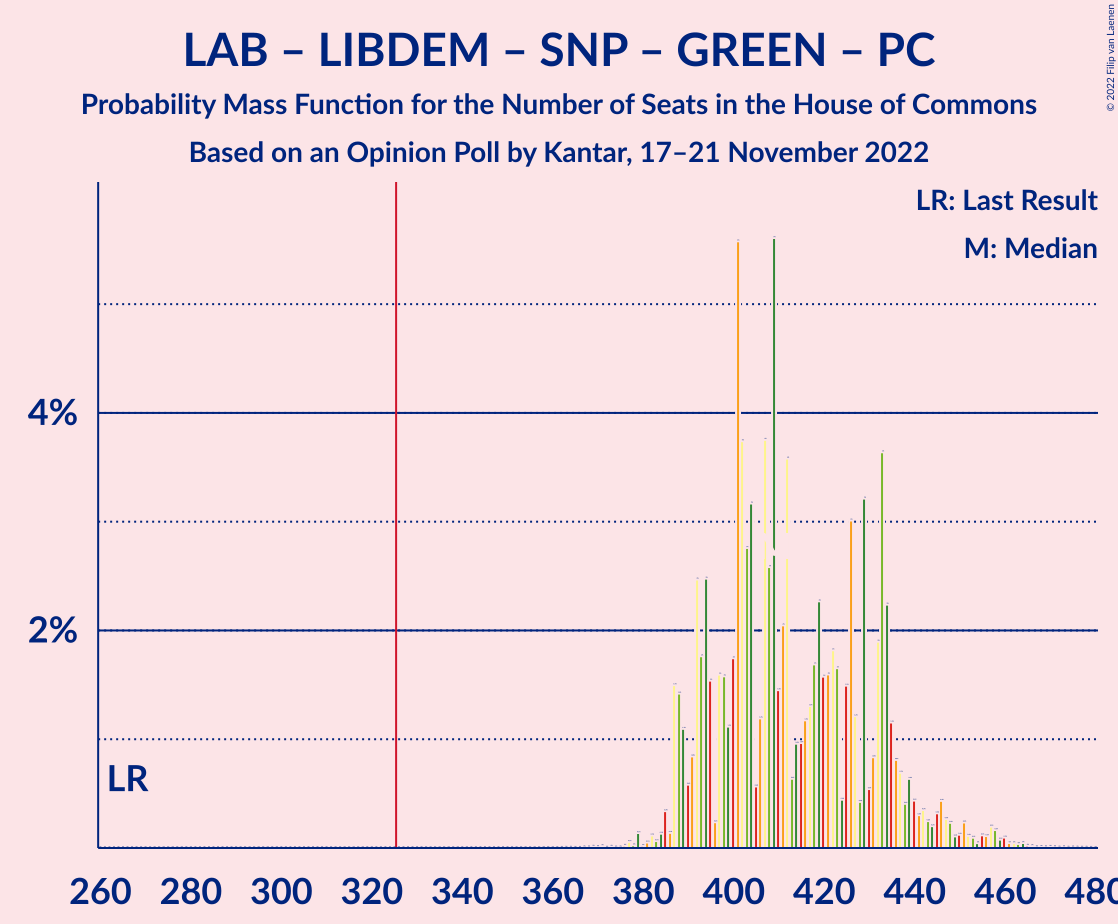 LAB – LIBDEM – SNP – GREEN – PC
Probability Mass Function for the Number of Seats in the House of Commons
Based on an Opinion Poll by Kantar, 17–21 November 2022
© 2022 Filip van Laenen
LR: Last Result
M: Median
4%
2%
LR
260 280 300 320 340 360 380 400 420 440 460 480